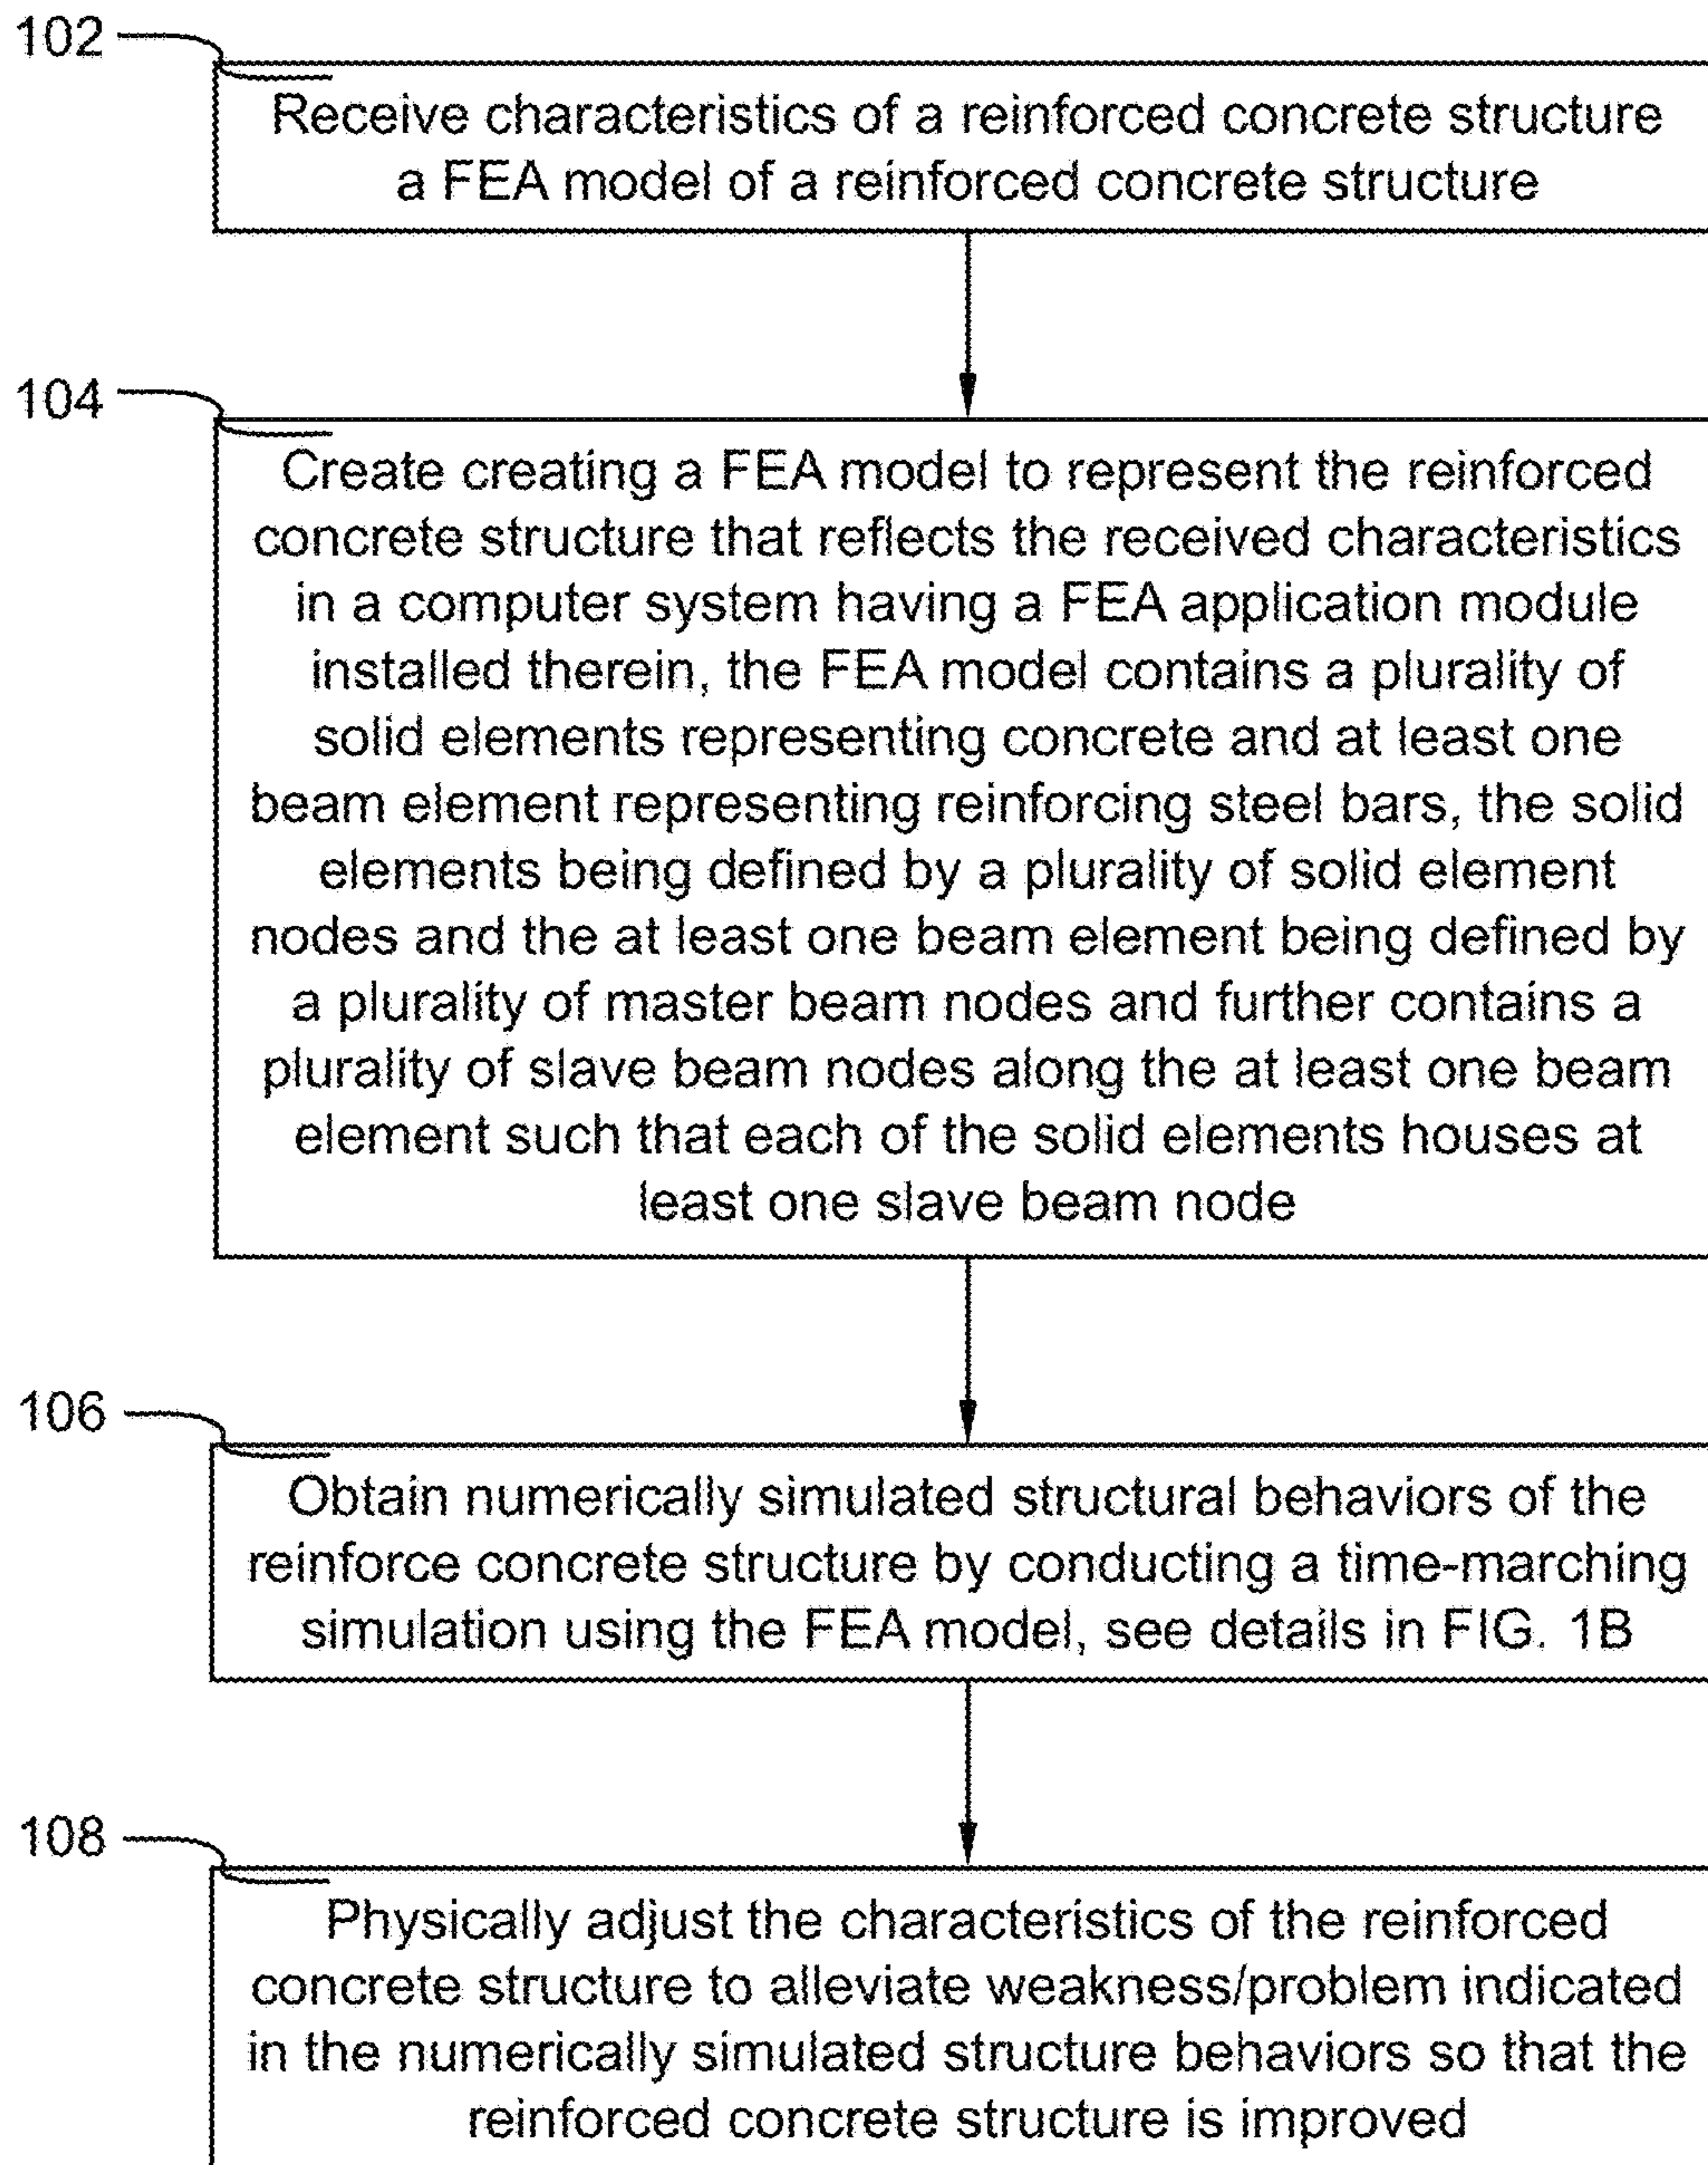 102
Receive characteristics of a reinforced concrete structure
a FEA model of a reinforced concrete structure
104
Create creating a FEA model to represent the reinforced
concrete structure that reflects the received characteristics
in a computer system having a FEA application module
installed therein, the FEA model contains a plurality of
solid elements representing concrete and at least one
beam element representing reinforcing steel bars, the solid
elements being defined by a plurality of solid element
nodes and the at least one beam element being defined by
a plurality of master beam nodes and further contains a
plurality of slave beam nodes along the at least one beam
element such that each of the solid elements houses at
least one slave beam node
106
Obtain numerically simulated structural behaviors of the
reinforce concrete structure by conducting a time-marching
simulation using the FEA model, see details in FIG. 1B
108
Physically adjust the characteristics of the reinforced
concrete structure to alleviate weakness/problem indicated
in the numerically simulated structure behaviors so that the
reinforced concrete structure is improved